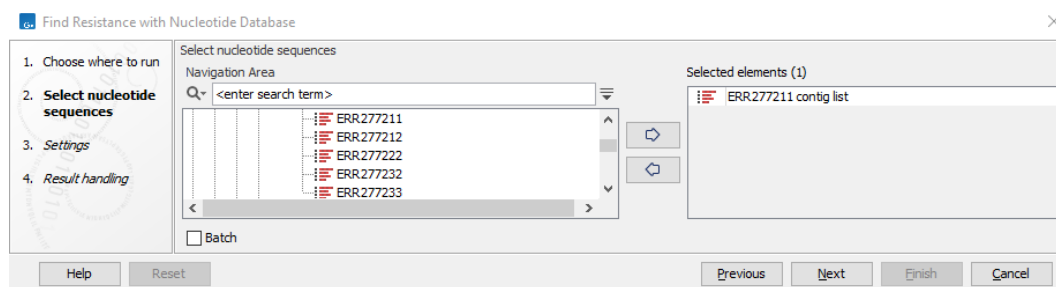 Find Resistance with Nucleotide Database
1. Choose where to run
2. Select nucleotide
sequences
3. Settings
4. Result handling
Select nucleotide sequences
Navigation Area
<enter search term>
ERR277211
ERR277212
ERR277222
ERR277232
ERR277233
Batch
Selected elements (1)
ERR277211 contig list
Help
Reset
Previous
Next
Finish
Cancel